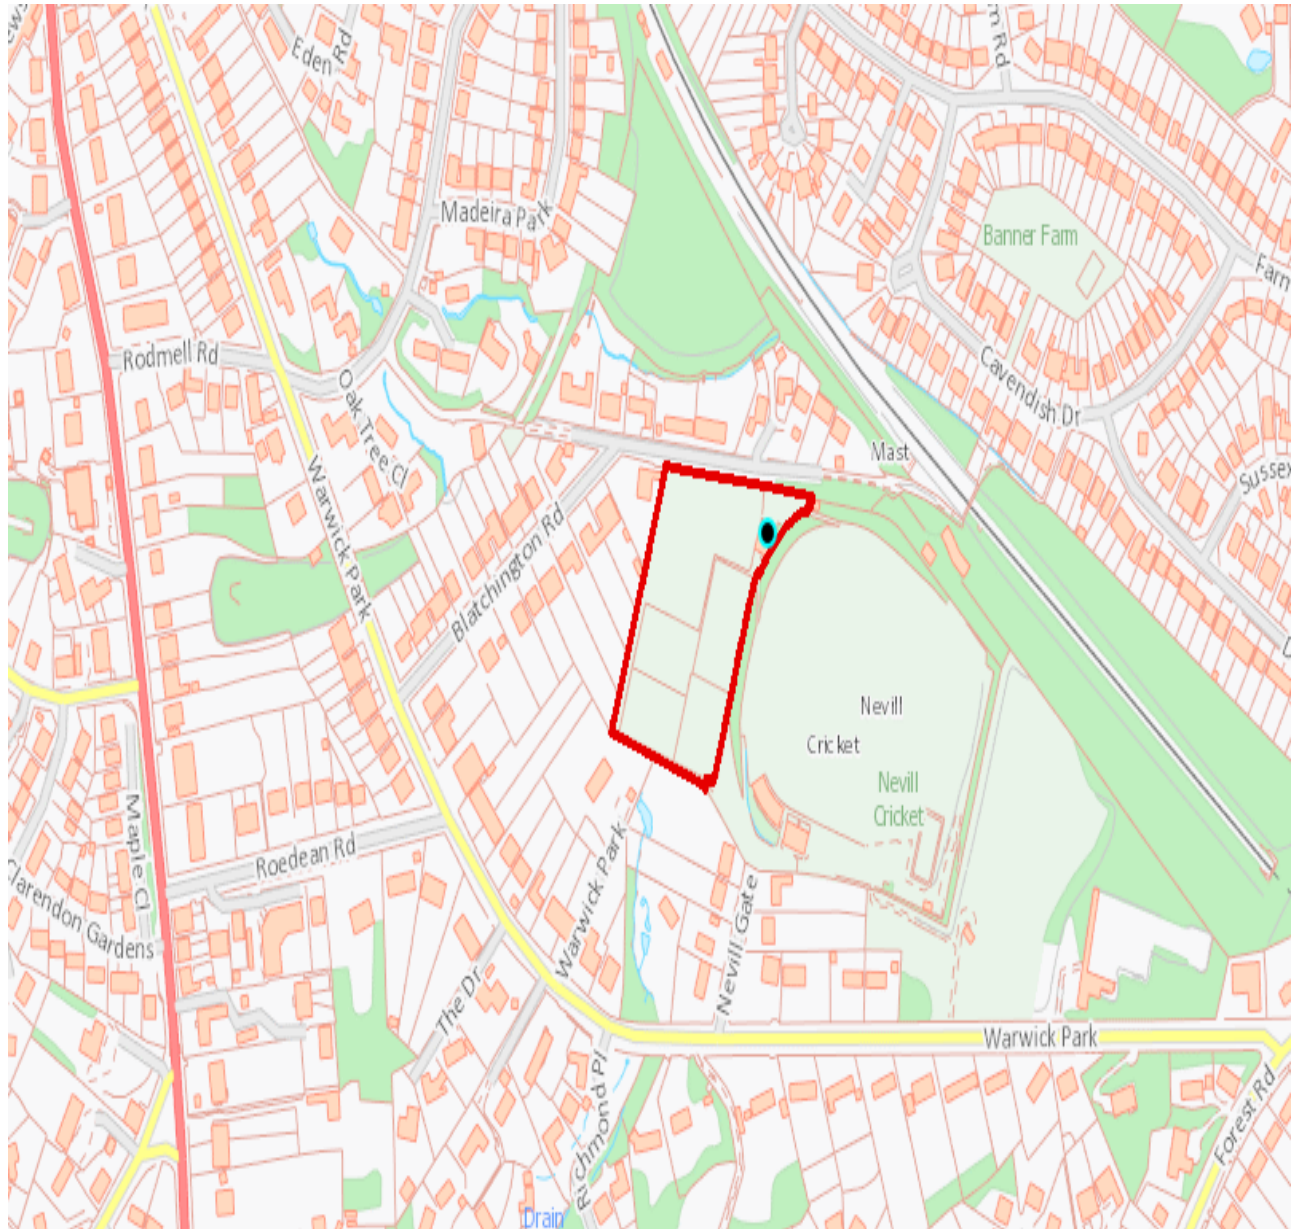 Eden Rd
Madeira Park
Banner Farm
Rodmell Rd
Oak Tree Cl
Cavendish Dr
Mast
Warwick Park
Blatchington Rd
Nevill
Cricket
Nevill
Cricket
Maple Cl
Roedean Rd
Clarendon Gardens
Warwick Park
Nevill Gate
The Dr
Warwick Park
Richmond Pl
Forest Rd
Drain
Sussex
Farm